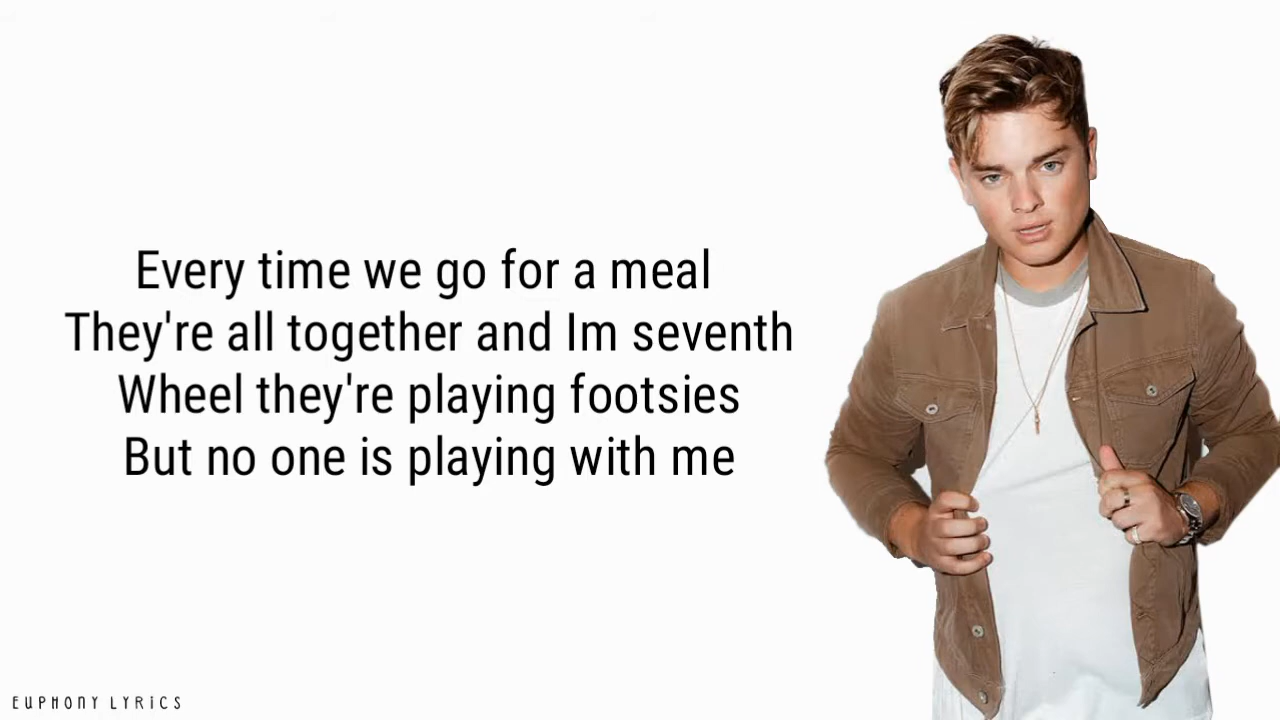 Every time we go for a meal
They're all together and Im seventh
Wheel they're playing footsies
But no one is playing with me
EUPHONY LYRICS